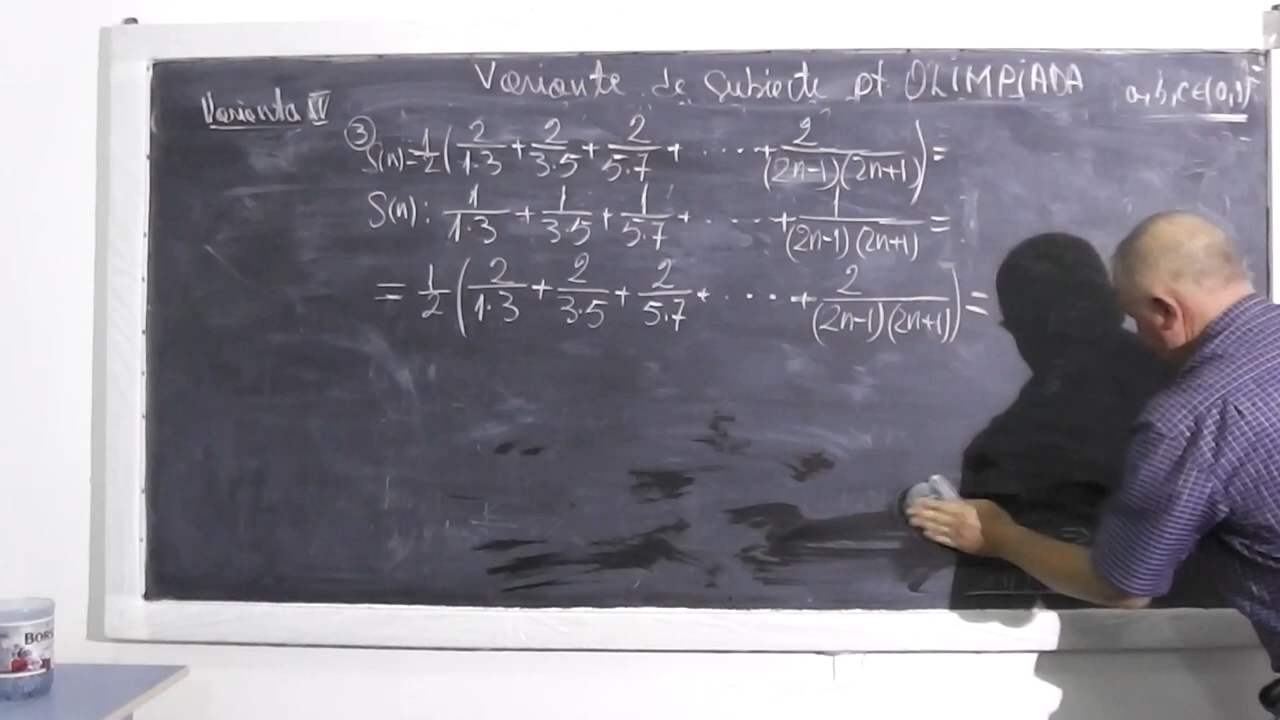 Variante de subiecte pt OLIMPIADA
a,b,c∈(0,1)
Varianta IV
③
S(n)=1/2(2/1·3+2/3·5+2/5·7+....+2/(2n-1)(2n+1))=
S(n): 1/1·3+1/3·5+1/5·7+....+1/(2n-1)(2n+1)=
=1/2(2/1·3+2/3·5+2/5·7+....+2/(2n-1)(2n+1))=
BORS